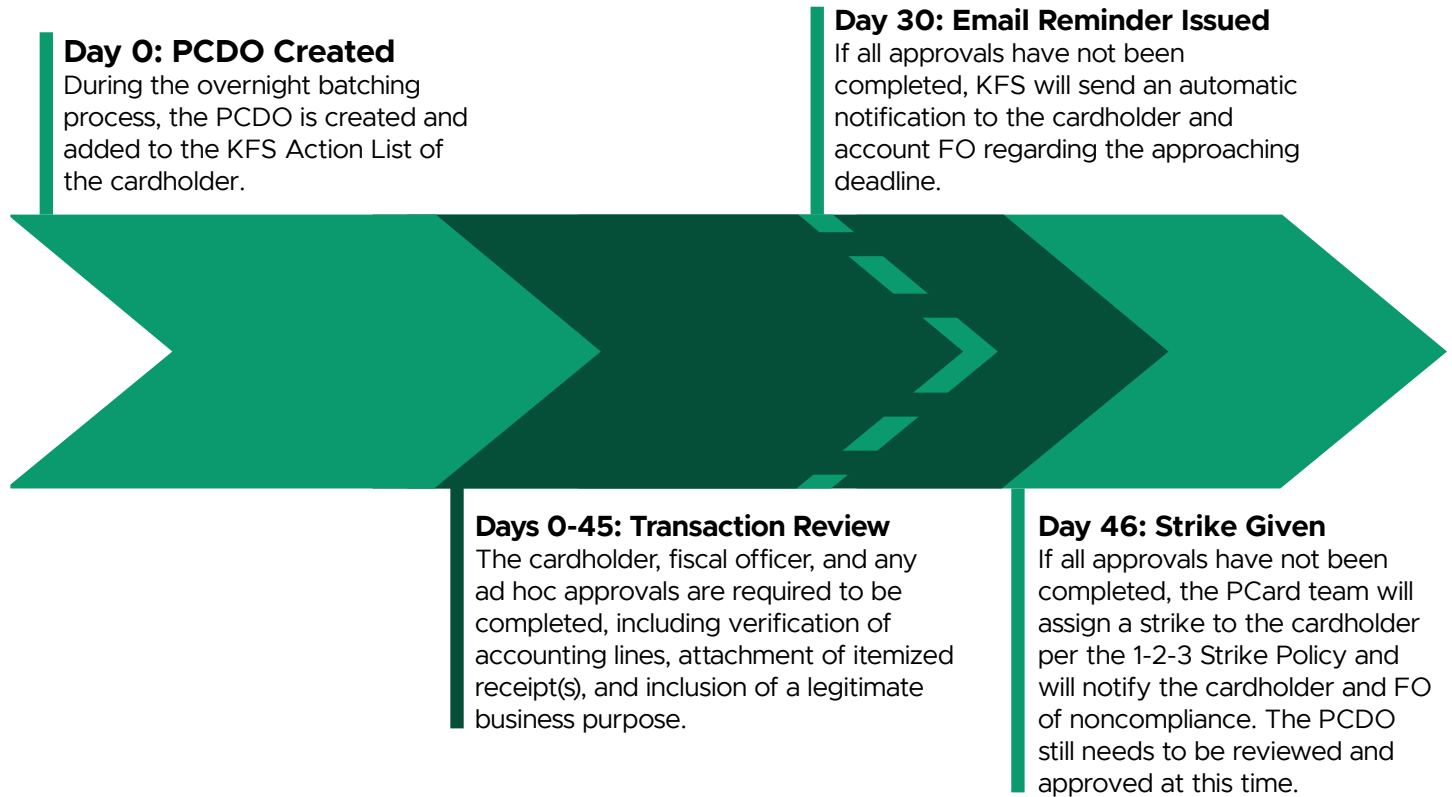 Day 0: PCDO Created
During the overnight batching
process, the PCDO is created and
added to the KFS Action List of
the cardholder.
Day 30: Email Reminder Issued
If all approvals have not been
completed, KFS will send an automatic
notification to the cardholder and
account FO regarding the approaching
deadline.
Days 0-45: Transaction Review
The cardholder, fiscal officer, and any
ad hoc approvals are required to be
completed, including verification of
accounting lines, attachment of itemized
receipt(s), and inclusion of a legitimate
business purpose.
Day 46: Strike Given
If all approvals have not been
completed, the PCard team will
assign a strike to the cardholder
per the 1-2-3 Strike Policy and
will notify the cardholder and FO
of noncompliance. The PCDO
still needs to be reviewed and
approved at this time.